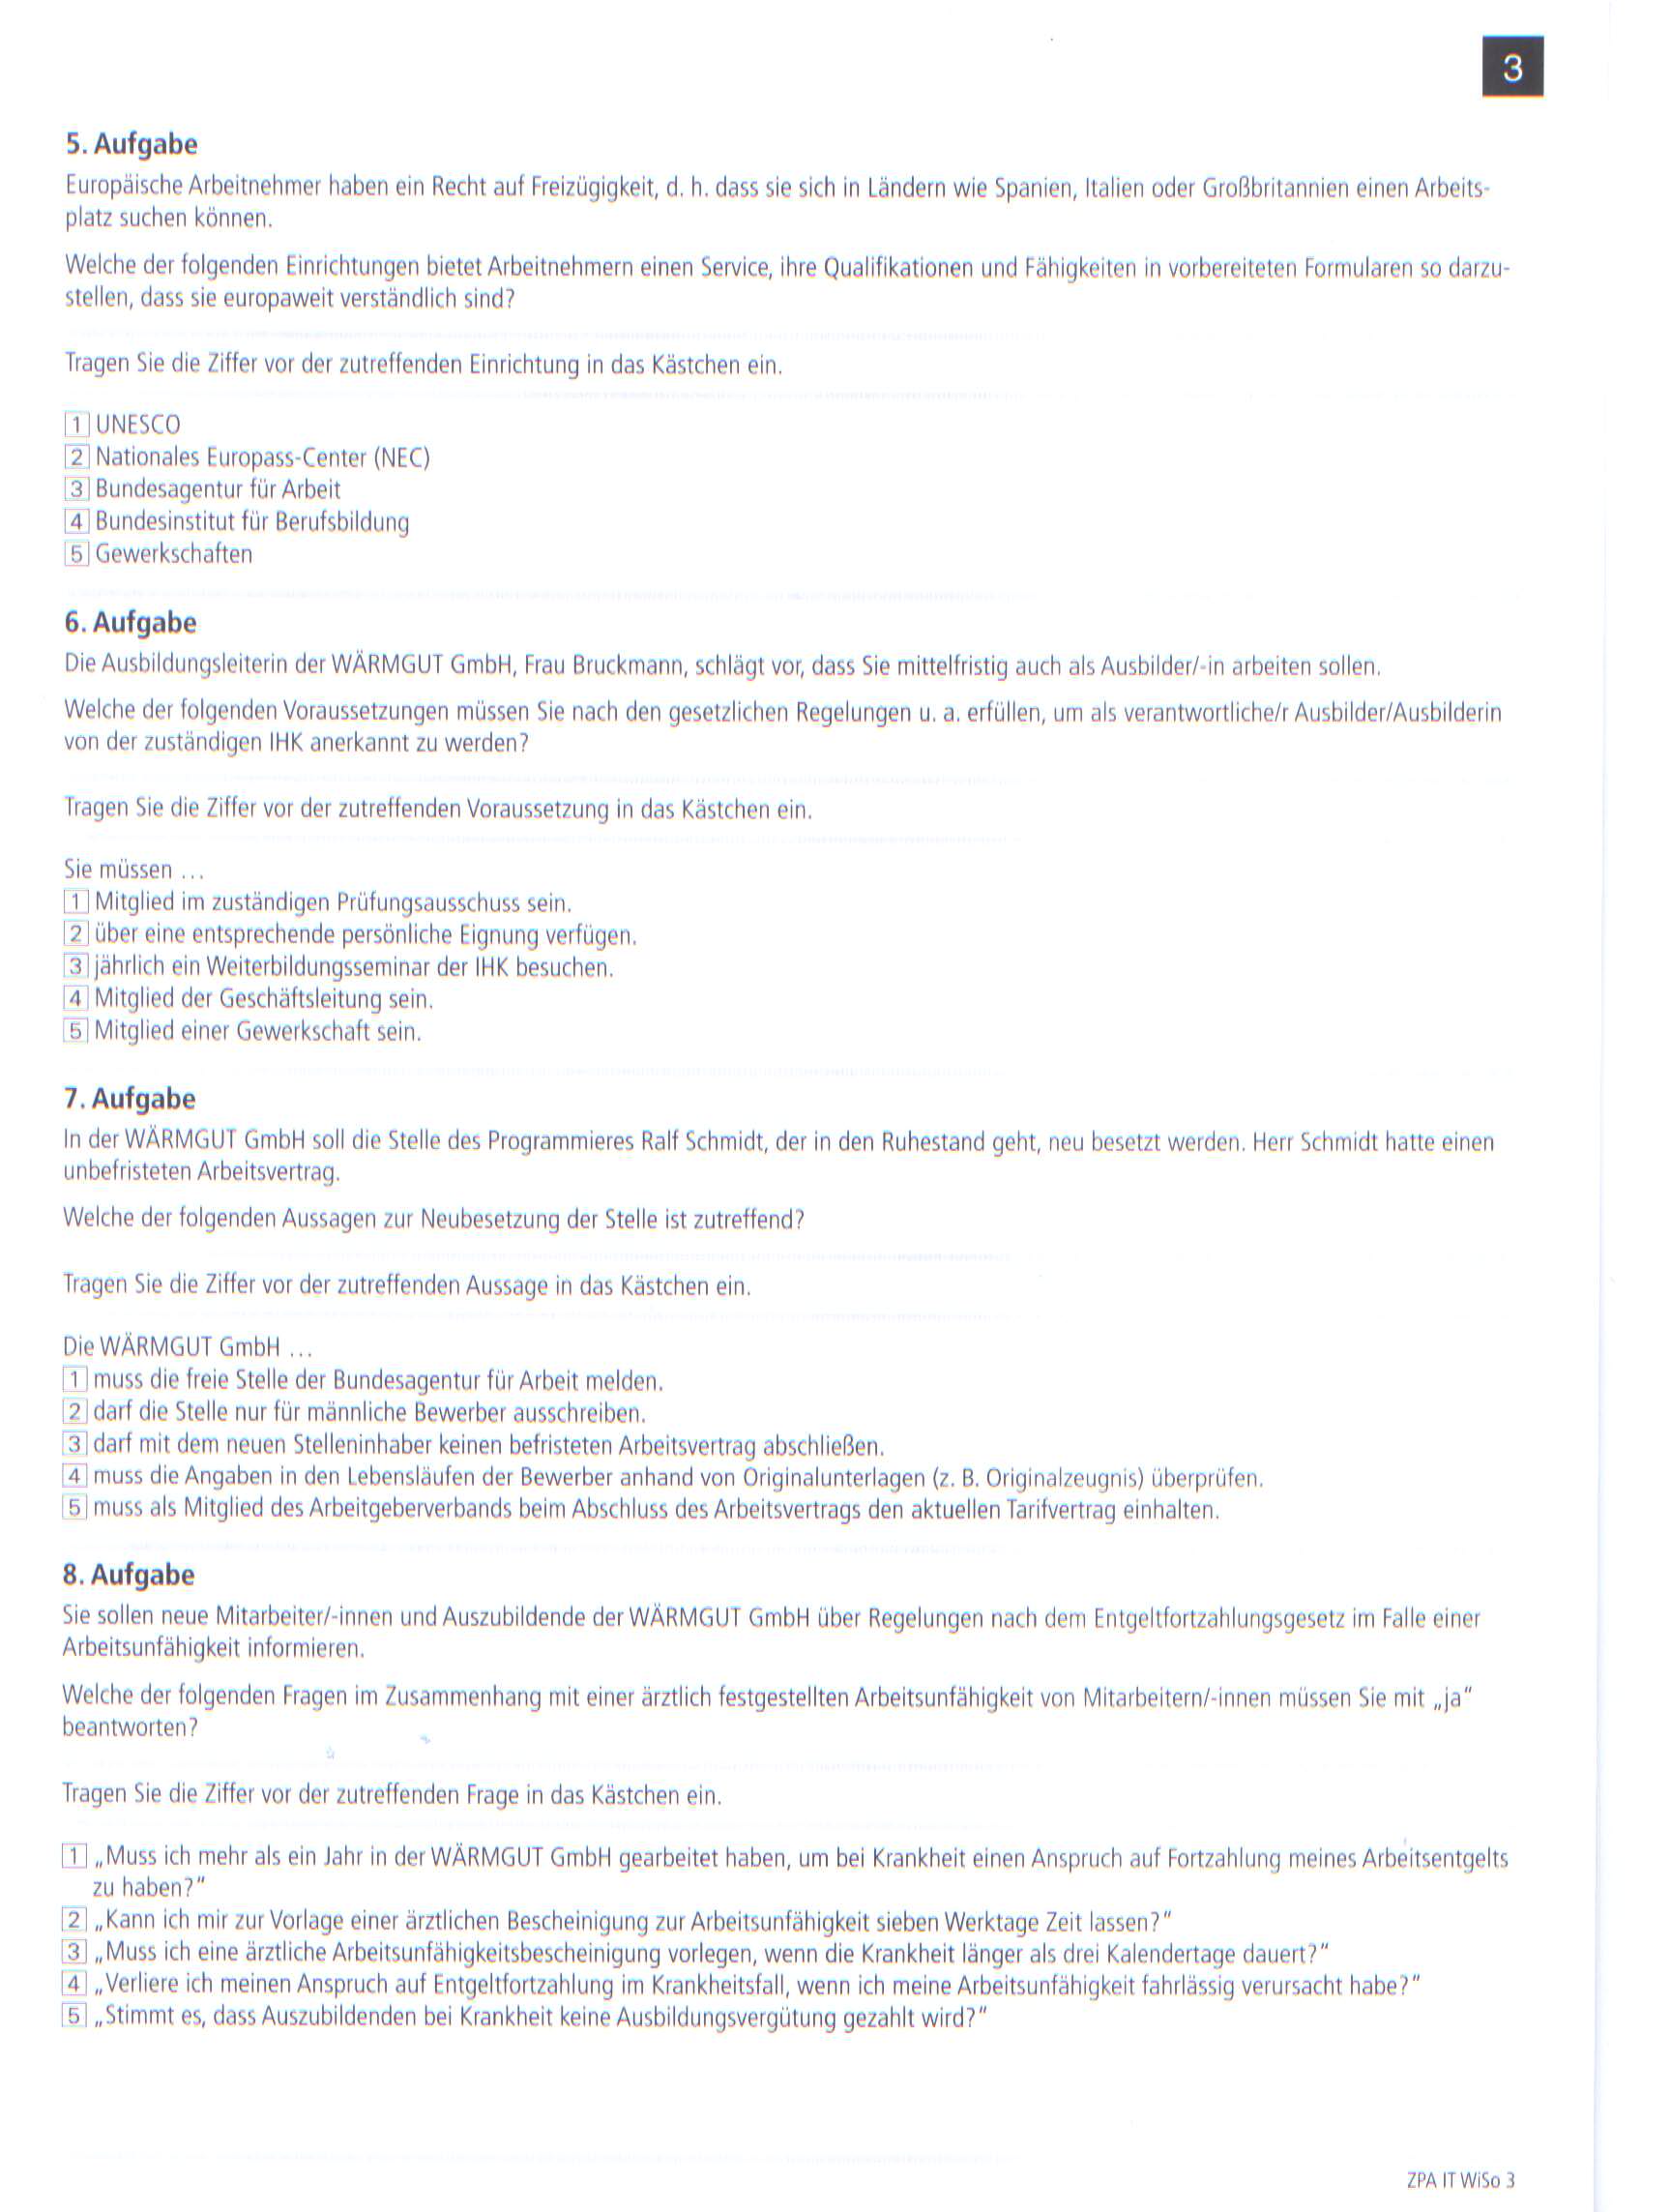 3
5. Aufgabe
Europäische Arbeitnehmer haben ein Recht auf Freizügigkeit, d. h. dass sie sich in Ländern wie Spanien, Italien oder Großbritannien einen Arbeits-
platz suchen können.
Welche der folgenden Einrichtungen bietet Arbeitnehmern einen Service, ihre Qualifikationen und Fähigkeiten in vorbereiteten Formularen so darzu-
stellen, dass sie europaweit verständlich sind?
Tragen Sie die Ziffer vor der zutreffenden Einrichtung in das Kästchen ein.
1 UNESCO
2 Nationales Europass-Center (NEC)
3 Bundesagentur für Arbeit
4 Bundesinstitut für Berufsbildung
5 Gewerkschaften
6. Aufgabe
Die Ausbildungsleiterin der WÄRMGUT GmbH, Frau Bruckmann, schlägt vor, dass Sie mittelfristig auch als Ausbilder/-in arbeiten sollen.
Welche der folgenden Voraussetzungen müssen Sie nach den gesetzlichen Regelungen u. a. erfüllen, um als verantwortliche/r Ausbilder/Ausbilderin
von der zuständigen IHK anerkannt zu werden?
Tragen Sie die Ziffer vor der zutreffenden Voraussetzung in das Kästchen ein.
Sie müssen ...
1 Mitglied im zuständigen Prüfungsausschuss sein.
2 über eine entsprechende persönliche Eignung verfügen.
3 jährlich ein Weiterbildungsseminar der IHK besuchen.
4 Mitglied der Geschäftsleitung sein.
5 Mitglied einer Gewerkschaft sein.
7. Aufgabe
In der WÄRMGUT GmbH soll die Stelle des Programmieres Ralf Schmidt, der in den Ruhestand geht, neu besetzt werden. Herr Schmidt hatte einen
unbefristeten Arbeitsvertrag.
Welche der folgenden Aussagen zur Neubesetzung der Stelle ist zutreffend?
Tragen Sie die Ziffer vor der zutreffenden Aussage in das Kästchen ein.
Die WÄRMGUT GmbH ...
1 muss die freie Stelle der Bundesagentur für Arbeit melden.
2 darf die Stelle nur für männliche Bewerber ausschreiben.
3 darf mit dem neuen Stelleninhaber keinen befristeten Arbeitsvertrag abschließen.
4 muss die Angaben in den Lebensläufen der Bewerber anhand von Originalunterlagen (z. B. Originalzeugnis) überprüfen.
5 muss als Mitglied des Arbeitgeberverbands beim Abschluss des Arbeitsvertrags den aktuellen Tarifvertrag einhalten.
8. Aufgabe
Sie sollen neue Mitarbeiter/-innen und Auszubildende der WÄRMGUT GmbH über Regelungen nach dem Entgeltfortzahlungsgesetz im Falle einer
Arbeitsunfähigkeit informieren.
Welche der folgenden Fragen im Zusammenhang mit einer ärztlich festgestellten Arbeitsunfähigkeit von Mitarbeitern/-innen müssen Sie mit „ja“
beantworten?
Tragen Sie die Ziffer vor der zutreffenden Frage in das Kästchen ein.
1 „Muss ich mehr als ein Jahr in der WÄRMGUT GmbH gearbeitet haben, um bei Krankheit einen Anspruch auf Fortzahlung meines Arbeitsentgelts
zu haben?“
2 „Kann ich mir zur Vorlage einer ärztlichen Bescheinigung zur Arbeitsunfähigkeit sieben Werktage Zeit lassen?“
3 „Muss ich eine ärztliche Arbeitsunfähigkeitsbescheinigung vorlegen, wenn die Krankheit länger als drei Kalendertage dauert?“
4 „Verliere ich meinen Anspruch auf Entgeltfortzahlung im Krankheitsfall, wenn ich meine Arbeitsunfähigkeit fahrlässig verursacht habe?“
5 „Stimmt es, dass Auszubildenden bei Krankheit keine Ausbildungsvergütung gezahlt wird?“
ZPA IT WiSo 3